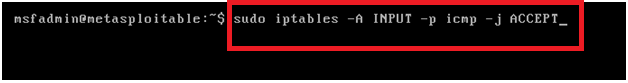 msfadmin@metasploitable:~$ sudo iptables -A INPUT -p icmp -j ACCEPT_